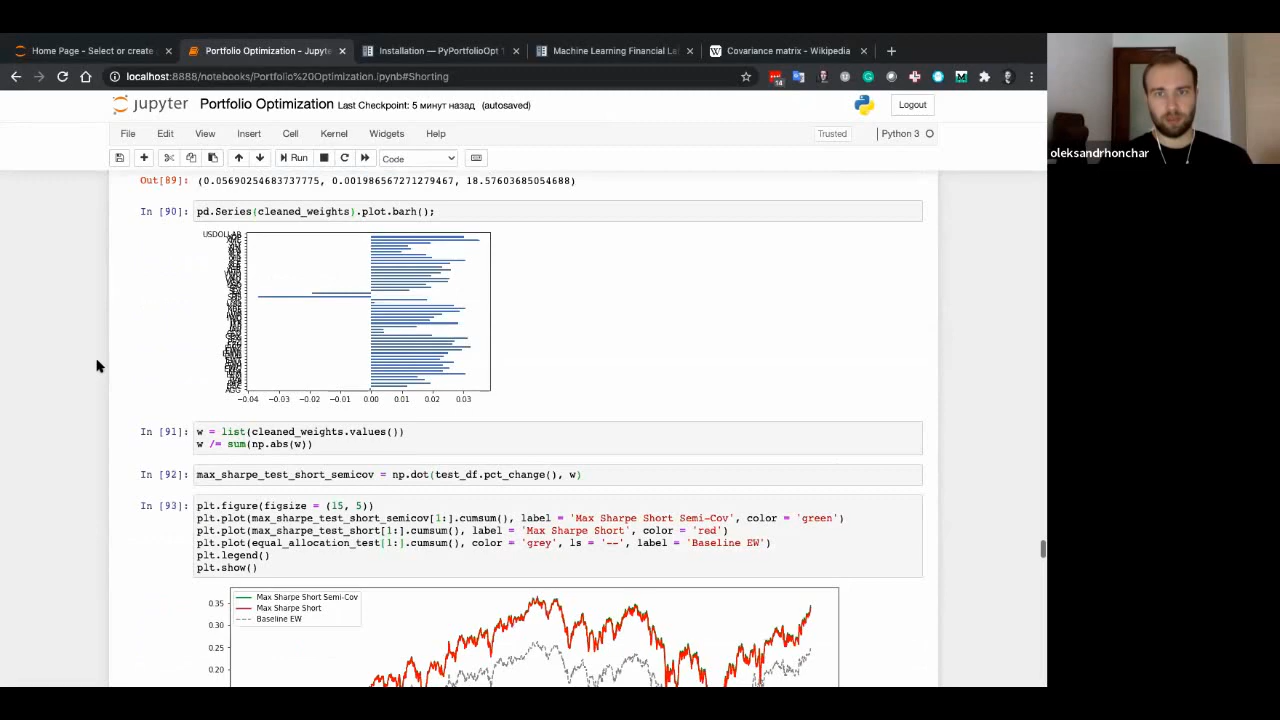 Home Page - Select or create
Portfolio Optimization - Jupyte
Installation — PyPortfolioOpt
Machine Learning Financial La
Covariance matrix - Wikipedia
localhost:8888/notebooks/Portfolio%20Optimization.ipynb#Shorting
14
jupyter Portfolio Optimization Last Checkpoint: 5 минут назад (autosaved)
Logout
File Edit View Insert Cell Kernel Widgets Help
Trusted
Python 3
Run
Code
oleksandrhonchar
Out[89]: (0.05690254683737775, 0.001986567271279467, 18.57603685054688)
In [90]: pd.Series(cleaned_weights).plot.barh();
USDOLLAR
AGG
-0.04 -0.03 -0.02 -0.01 0.00 0.01 0.02 0.03
In [91]: w = list(cleaned_weights.values())
w /= sum(np.abs(w))
In [92]: max_sharpe_test_short_semicov = np.dot(test_df.pct_change(), w)
In [93]: plt.figure(figsize = (15, 5))
plt.plot(max_sharpe_test_short_semicov[1:].cumsum(), label = 'Max Sharpe Short Semi-Cov', color = 'green')
plt.plot(max_sharpe_test_short[1:].cumsum(), label = 'Max Sharpe Short', color = 'red')
plt.plot(equal_allocation_test[1:].cumsum(), color = 'grey', ls = '--', label = 'Baseline EW')
plt.legend()
plt.show()
Max Sharpe Short Semi-Cov
Max Sharpe Short
Baseline EW
0.35
0.30
0.25
0.20